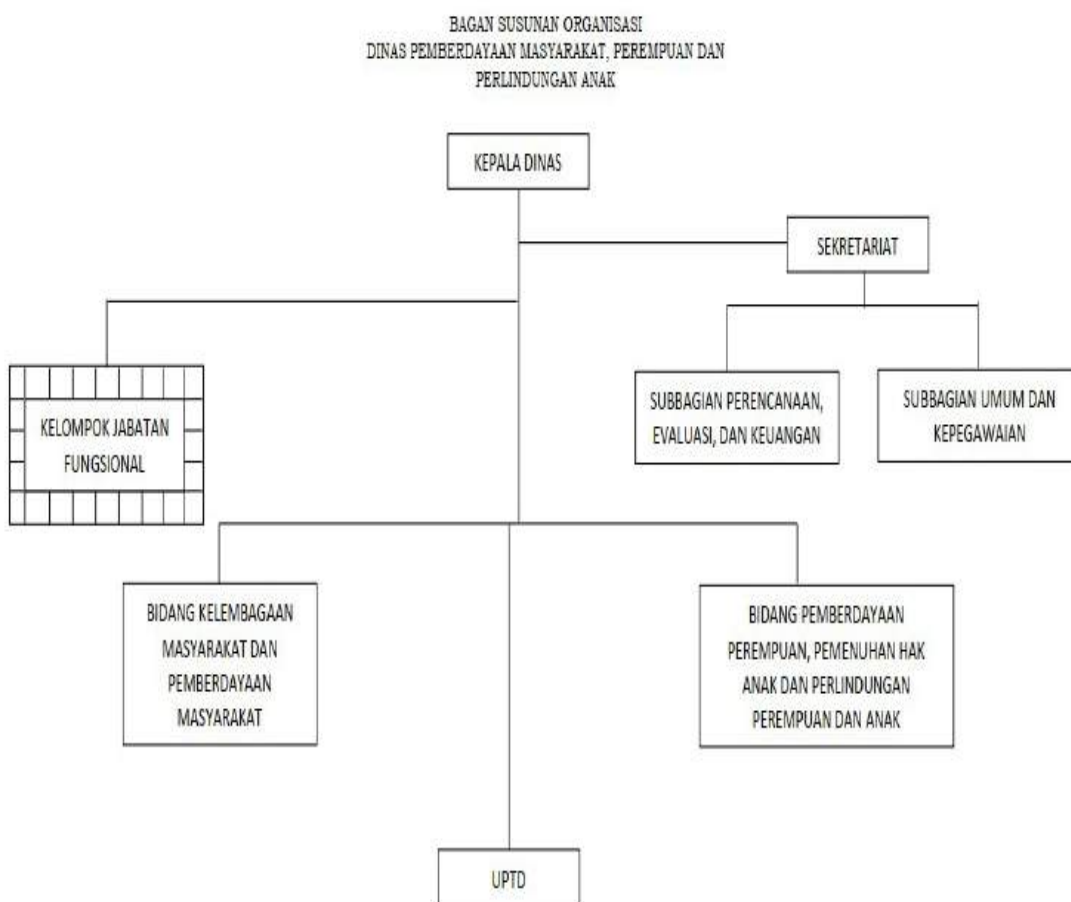 BAGAN SUSUNAN ORGANISASI
DINAS PEMBERDAYAAN MASYARAKAT, PEREMPUAN DAN
PERLINDUNGAN ANAK
KEPALA DINAS
SEKRETARIAT
KELOMPOK JABATAN
FUNGSIONAL
SUBBAGIAN PERENCANAAN,
EVALUASI, DAN KEUANGAN
SUBBAGIAN UMUM DAN
KEPEGAWAIAN
BIDANG KELEMBAGAAN
MASYARAKAT DAN
PEMBERDAYAAN
MASYARAKAT
BIDANG PEMBERDAYAAN
PEREMPUAN, PEMENUHAN HAK
ANAK DAN PERLINDUNGAN
PEREMPUAN DAN ANAK
UPTD